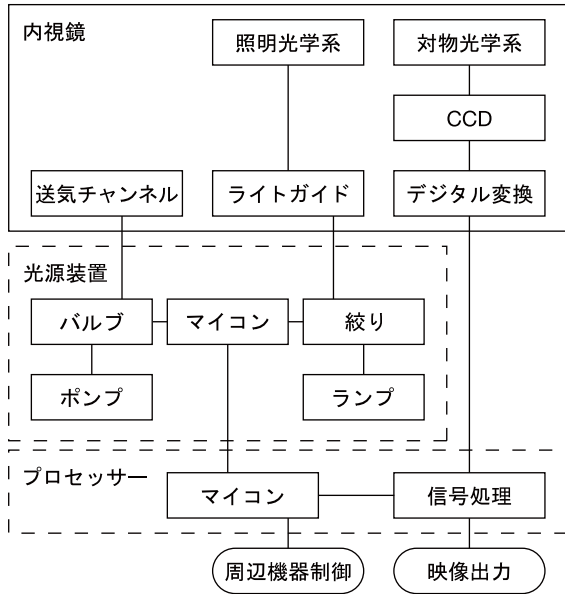 内視鏡
照明光学系
対物光学系
CCD
送気チャンネル
ライトガイド
デジタル変換
光源装置
バルブ
マイコン
絞り
ポンプ
ランプ
プロセッサー
マイコン
信号処理
周辺機器制御
映像出力